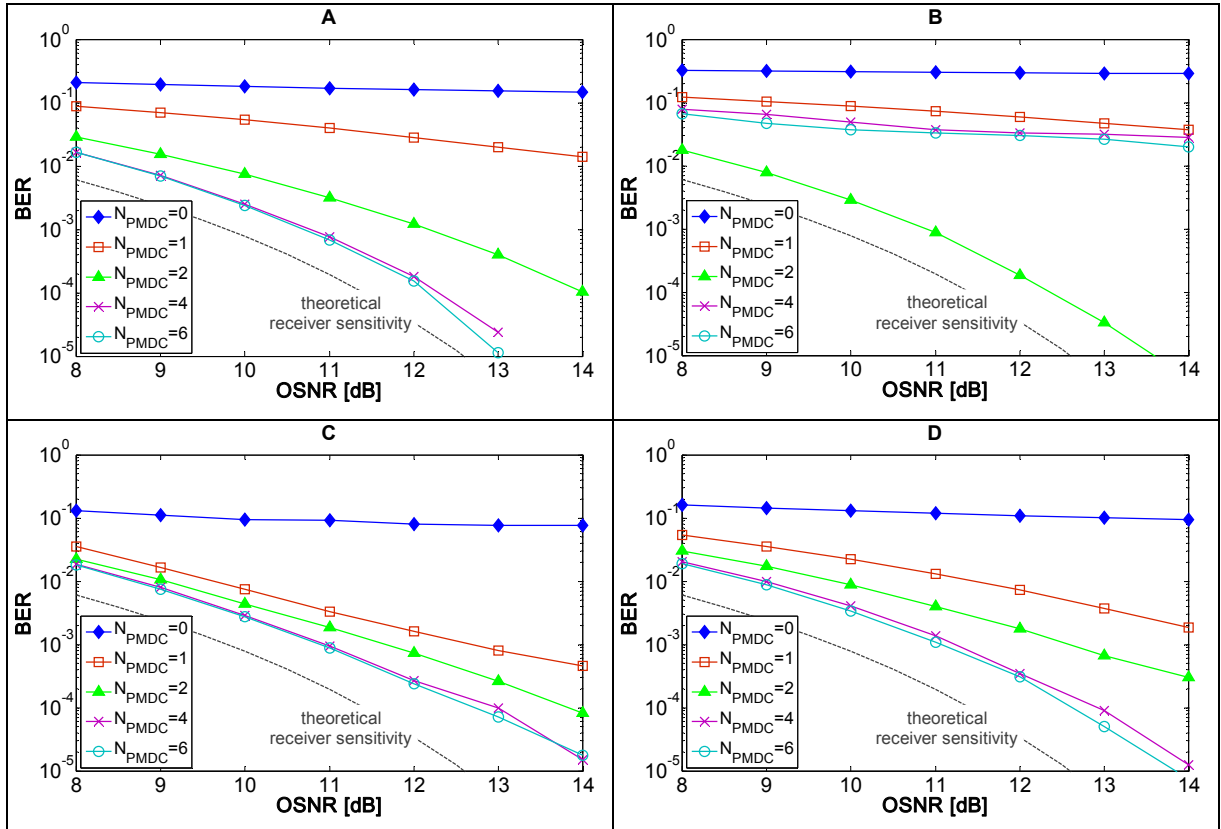 A
10^0
10^-1
10^-2
10^-3
10^-4
10^-5
BER
N_PMDC=0
N_PMDC=1
N_PMDC=2
N_PMDC=4
N_PMDC=6
theoretical
receiver sensitivity
8 9 10 11 12 13 14
OSNR [dB]
B
10^0
10^-1
10^-2
10^-3
10^-4
10^-5
BER
N_PMDC=0
N_PMDC=1
N_PMDC=2
N_PMDC=4
N_PMDC=6
theoretical
receiver sensitivity
8 9 10 11 12 13 14
OSNR [dB]
C
10^0
10^-1
10^-2
10^-3
10^-4
10^-5
BER
N_PMDC=0
N_PMDC=1
N_PMDC=2
N_PMDC=4
N_PMDC=6
theoretical
receiver sensitivity
8 9 10 11 12 13 14
OSNR [dB]
D
10^0
10^-1
10^-2
10^-3
10^-4
10^-5
BER
N_PMDC=0
N_PMDC=1
N_PMDC=2
N_PMDC=4
N_PMDC=6
theoretical
receiver sensitivity
8 9 10 11 12 13 14
OSNR [dB]